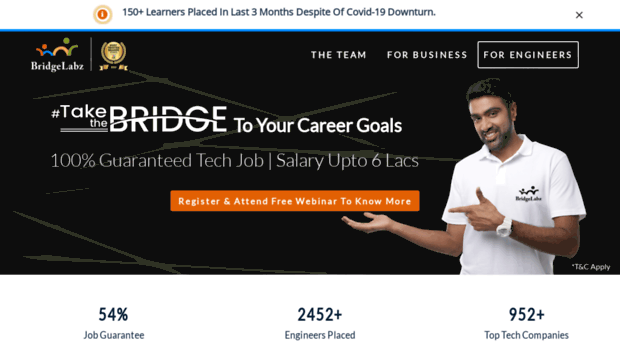 150+ Learners Placed In Last 3 Months Despite Of Covid-19 Downturn.
BridgeLabz
THE TEAM
FOR BUSINESS
FOR ENGINEERS
#Take the BRIDGE To Your Career Goals
100% Guaranteed Tech Job | Salary Upto 6 Lacs
Register & Attend Free Webinar To Know More
BridgeLabz
*T&C Apply
54%
2452+
952+
Job Guarantee
Engineers Placed
Top Tech Companies